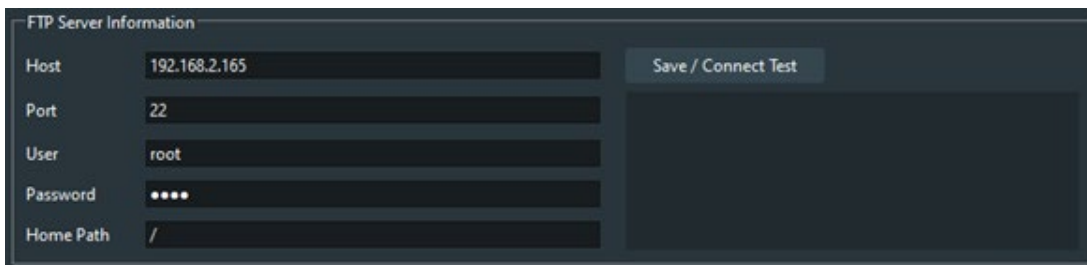 FTP Server Information
Host 192.168.2.165 Save / Connect Test
Port 22
User root
Password ••••
Home Path /